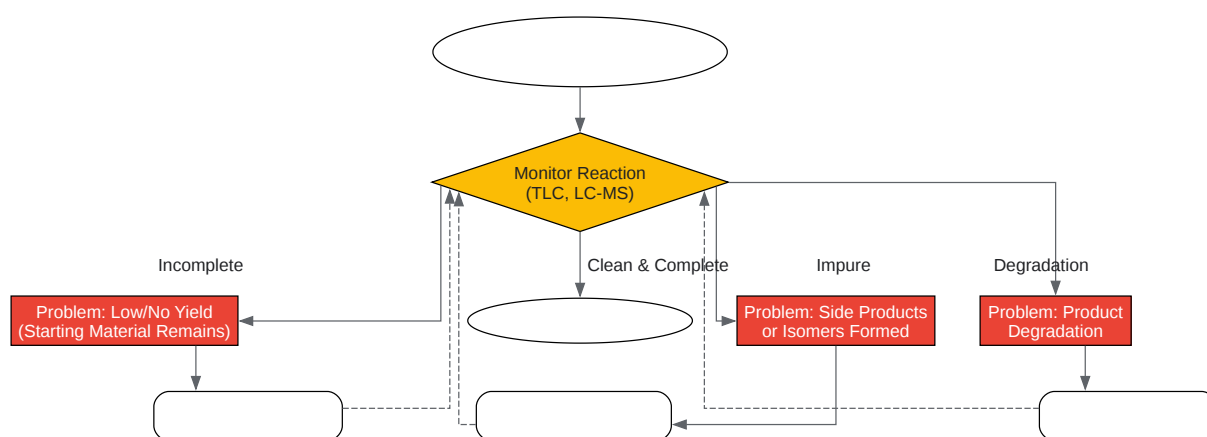 Monitor Reaction
(TLC, LC-MS)
Incomplete
Clean & Complete
Impure
Degradation
Problem: Low/No Yield
(Starting Material Remains)
Problem: Side Products
or Isomers Formed
Problem: Product
Degradation